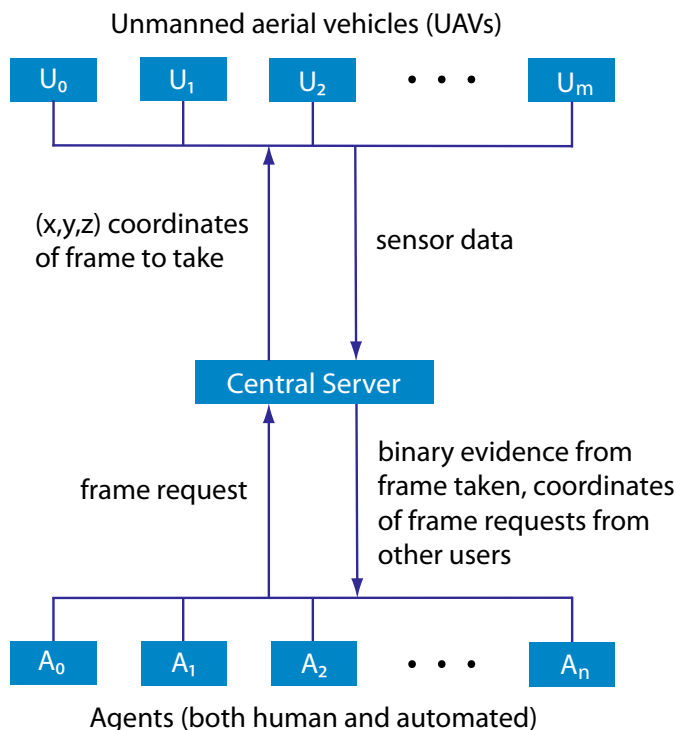 Unmanned aerial vehicles (UAVs)
U₀ U₁ U₂ • • • Uₘ
(x,y,z) coordinates
of frame to take
sensor data
Central Server
frame request
binary evidence from
frame taken, coordinates
of frame requests from
other users
A₀ A₁ A₂ • • • Aₙ
Agents (both human and automated)